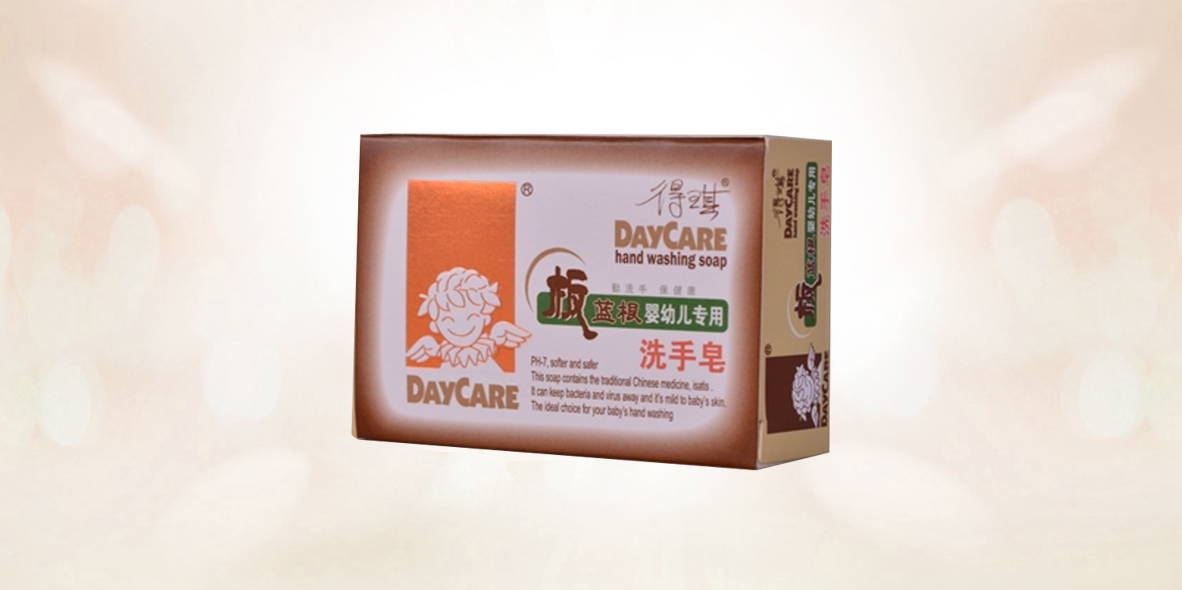 ®
得琪®
DAYCARE
hand washing soap
勤洗手 保健康
板蓝根婴幼儿专用
洗手皂
DAYCARE
PH-7, softer and safer
This soap contains the traditional Chinese medicine, isatis .
It can keep bacteria and virus away and it's mild to baby's skin.
The ideal choice for your baby's hand washing
得琪®
DAYCARE
hand washing soap
板蓝根婴幼儿专用
洗手皂
®
DAYCARE